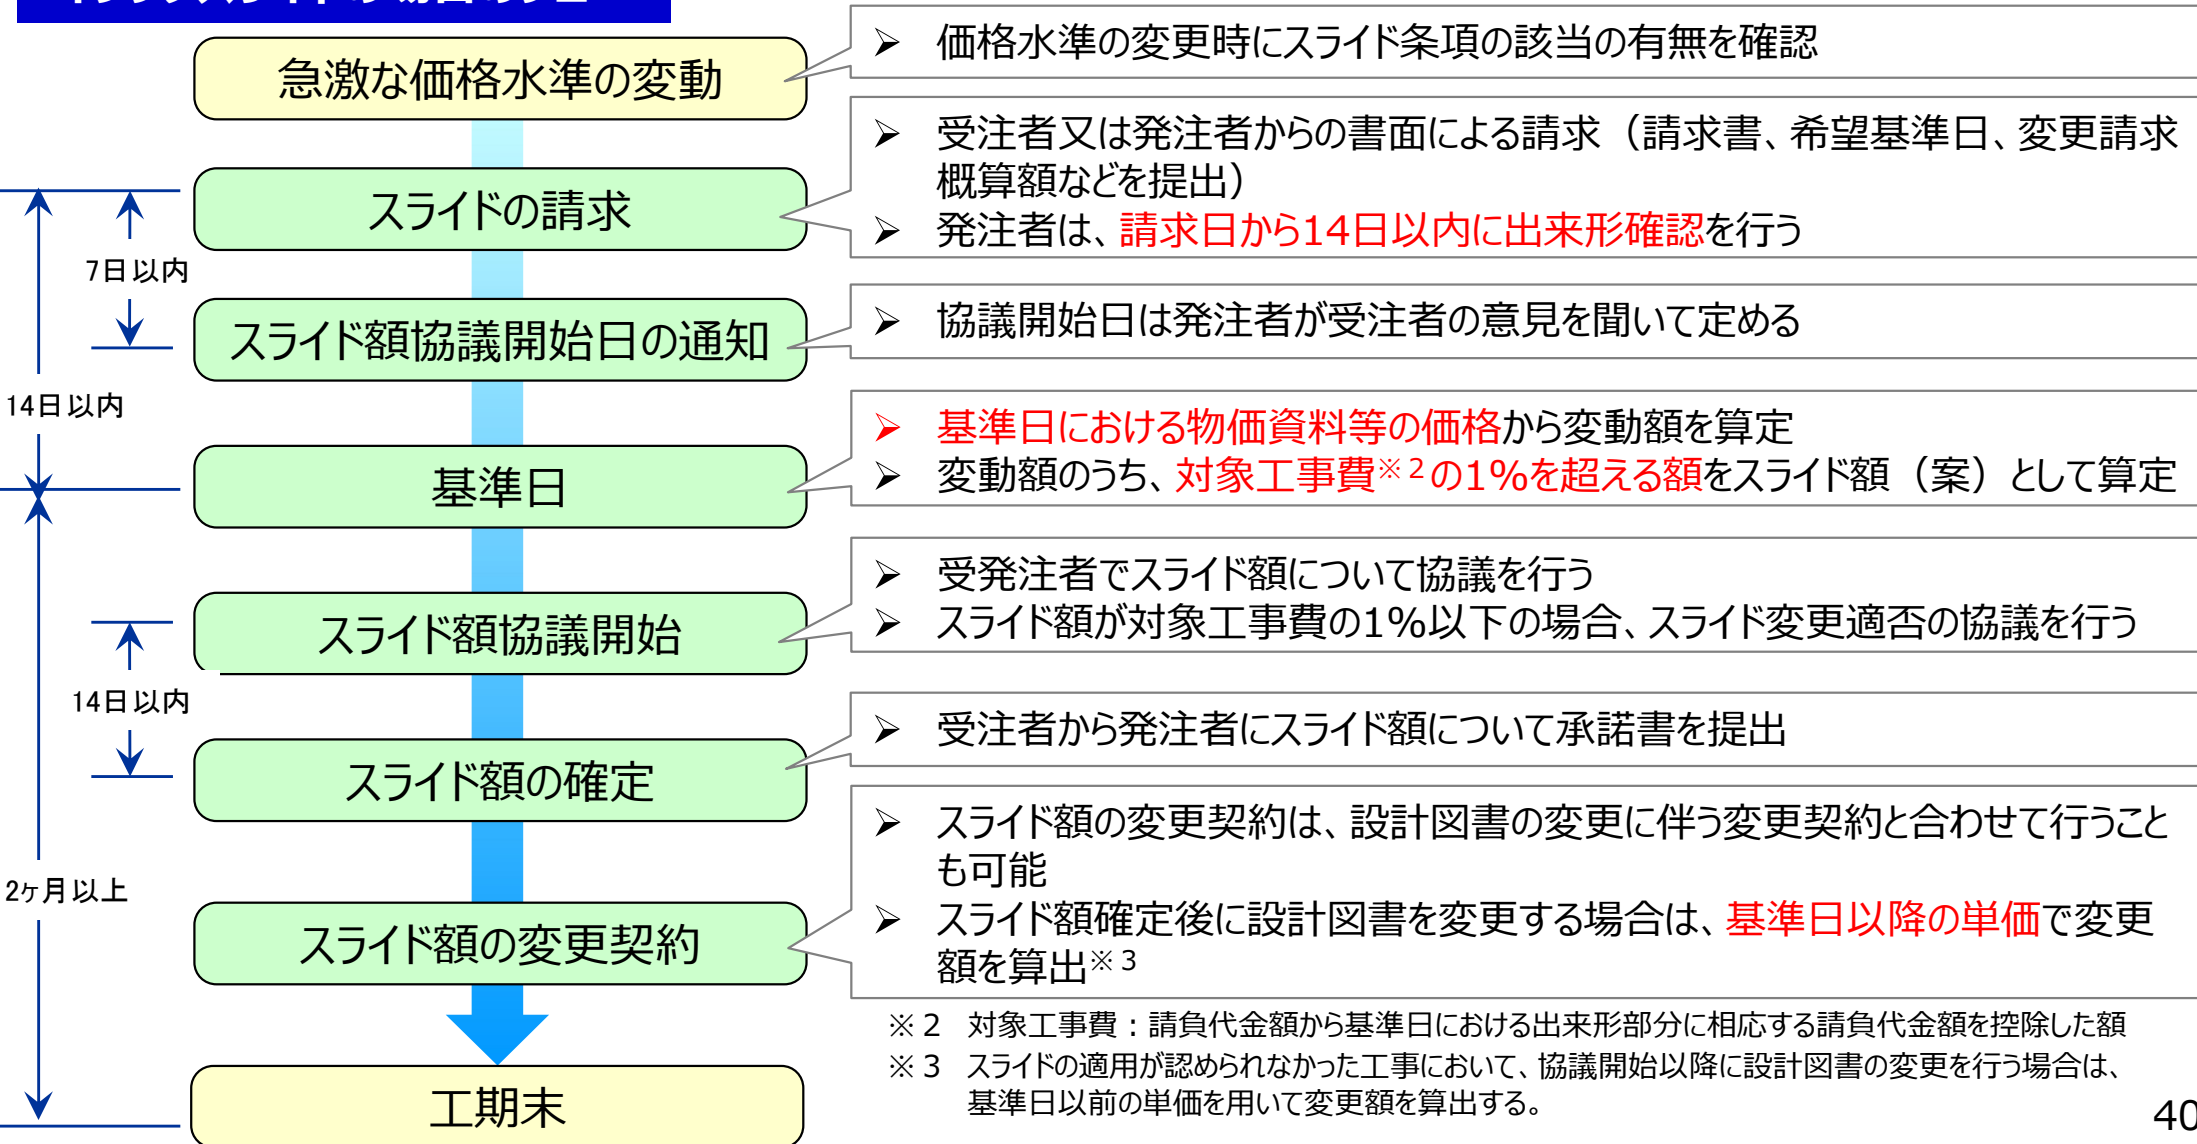 急激な価格水準の変動
➢ 価格水準の変更時にスライド条項の該当の有無を確認
スライドの請求
➢ 受注者又は発注者からの書面による請求（請求書、希望基準日、変更請求
概算額などを提出）
➢ 発注者は、請求日から14日以内に出来形確認を行う
7日以内
スライド額協議開始日の通知
➢ 協議開始日は発注者が受注者の意見を聞いて定める
14日以内
基準日
➢ 基準日における物価資料等の価格から変動額を算定
➢ 変動額のうち、対象工事費※2の1%を超える額をスライド額（案）として算定
スライド額協議開始
➢ 受発注者でスライド額について協議を行う
➢ スライド額が対象工事費の1%以下の場合、スライド変更適否の協議を行う
14日以内
スライド額の確定
➢ 受注者から発注者にスライド額について承諾書を提出
2ヶ月以上
スライド額の変更契約
➢ スライド額の変更契約は、設計図書の変更に伴う変更契約と合わせて行うこと
も可能
➢ スライド額確定後に設計図書を変更する場合は、基準日以降の単価で変更
額を算出※3
工期末
※2 対象工事費：請負代金額から基準日における出来形部分に相応する請負代金額を控除した額
※3 スライドの適用が認められなかった工事において、協議開始以降に設計図書の変更を行う場合は、
基準日以前の単価を用いて変更額を算出する。
40